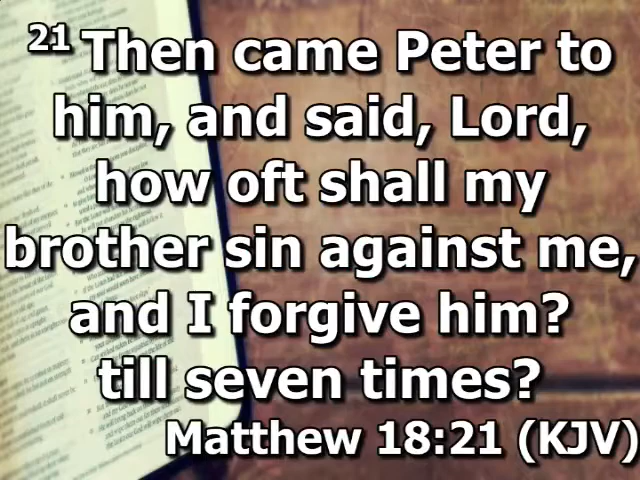 21 Then came Peter to
him, and said, Lord,
how oft shall my
brother sin against me,
and I forgive him?
till seven times?
Matthew 18:21 (KJV)